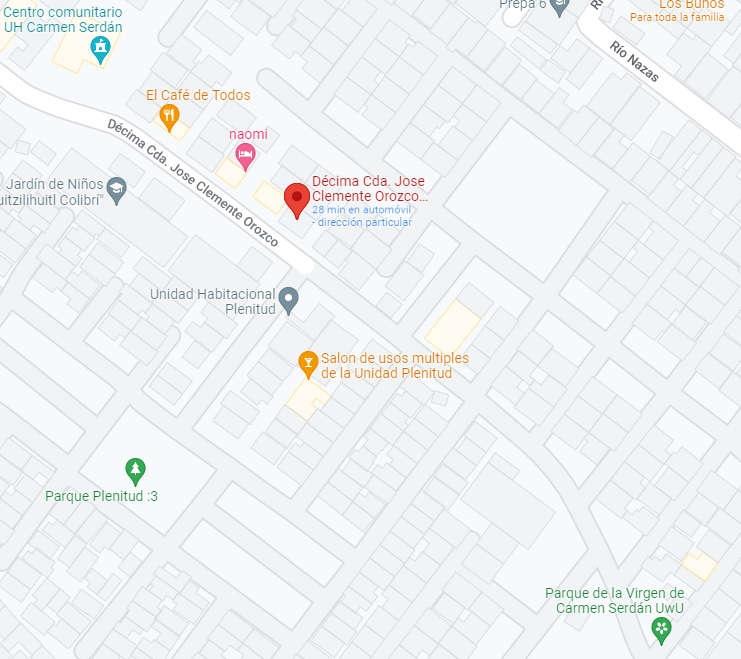 Centro comunitario
UH Carmen Serdán
Prepa 6
Los Buhos
Para toda la familia
Río Nazas
El Café de Todos
Décima Cda. Jose Clemente Orozco
naomi
Jardín de Niños
uitzilihuitl Colibrí"
Décima Cda. Jose
Clemente Orozco...
28 min en automóvil
- dirección particular
Unidad Habitacional
Plenitud
Salon de usos multiples
de la Unidad Plenitud
Parque Plenitud :3
Parque de la Virgen de
Carmen Serdán UwU